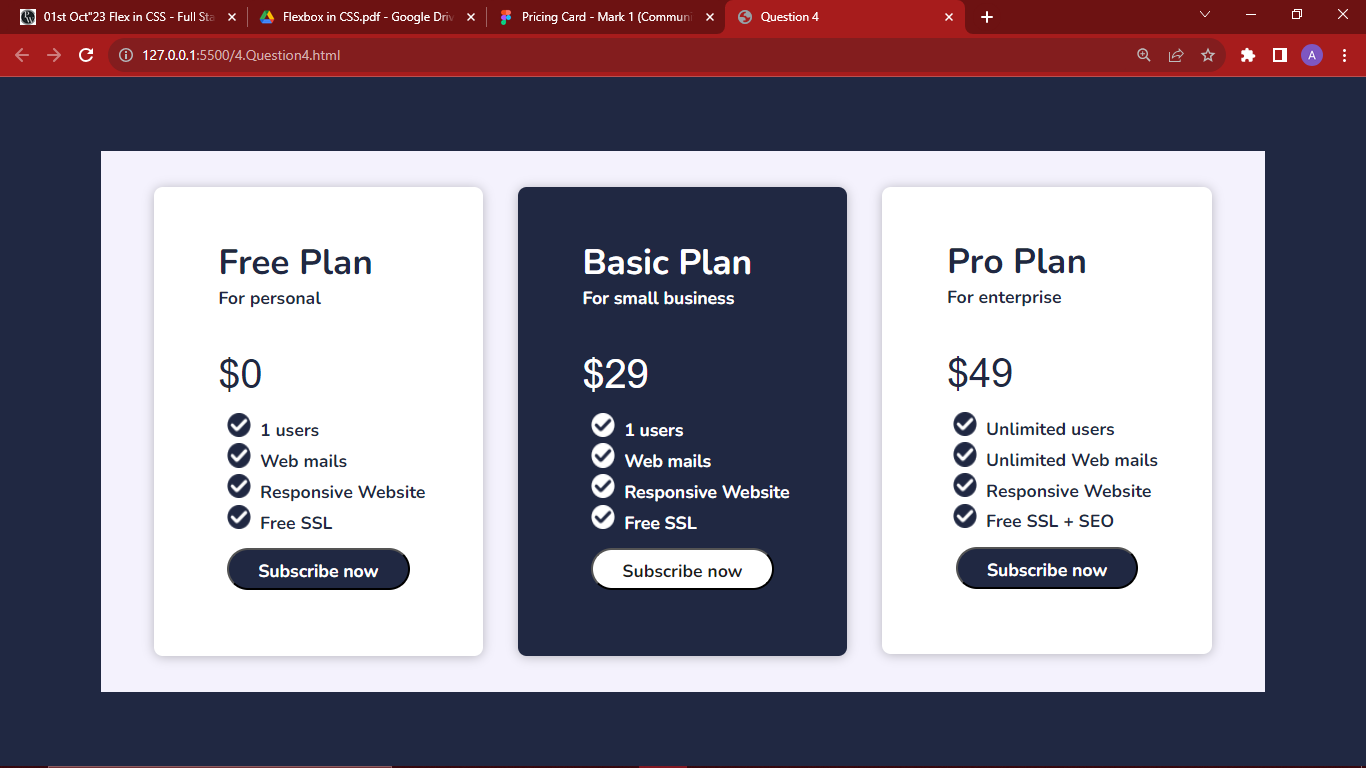 01st Oct"23 Flex in CSS - Full Sta
Flexbox in CSS.pdf - Google Driv
Pricing Card - Mark 1 (Communi
Question 4
127.0.0.1:5500/4.Question4.html
A
Free Plan
For personal
$0
1 users
Web mails
Responsive Website
Free SSL
Subscribe now
Basic Plan
For small business
$29
1 users
Web mails
Responsive Website
Free SSL
Subscribe now
Pro Plan
For enterprise
$49
Unlimited users
Unlimited Web mails
Responsive Website
Free SSL + SEO
Subscribe now